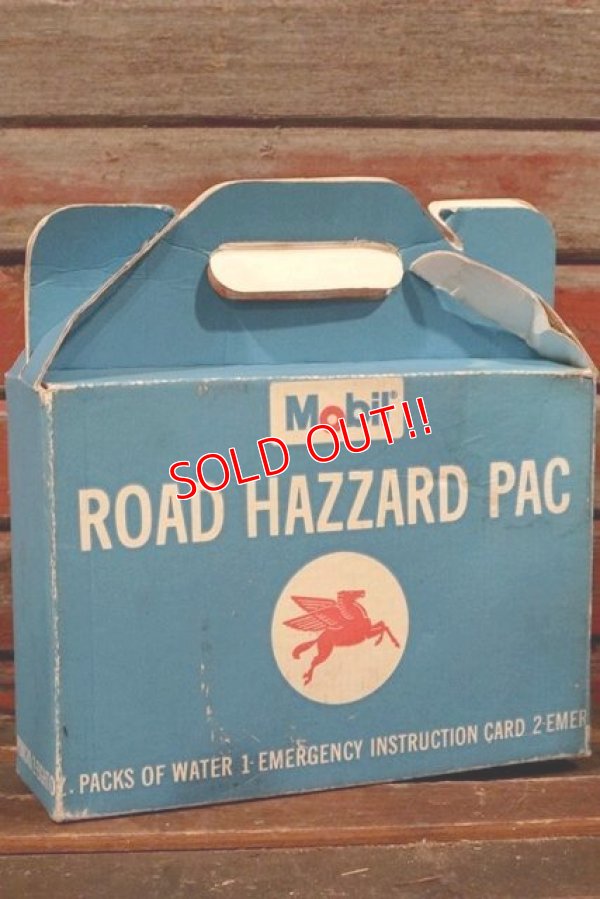 Mobil®
SOLD OUT!!
ROAD HAZZARD PAC
. PACKS OF WATER 1-EMERGENCY INSTRUCTION CARD 2-EMER